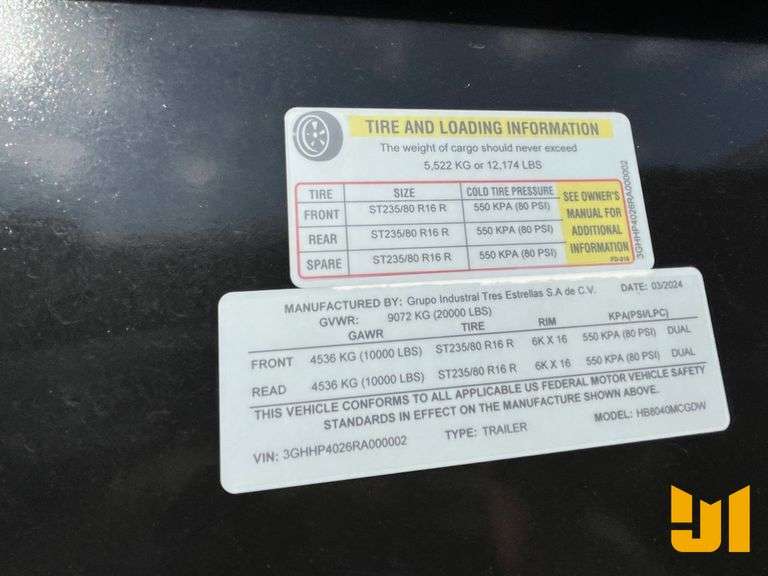 TIRE AND LOADING INFORMATION
The weight of cargo should never exceed
5,522 KG or 12,174 LBS
TIRE SIZE COLD TIRE PRESSURE
FRONT ST235/80 R16 R 550 KPA (80 PSI)
REAR ST235/80 R16 R 550 KPA (80 PSI)
SPARE ST235/80 R16 R 550 KPA (80 PSI)
SEE OWNER'S
MANUAL FOR
ADDITIONAL
INFORMATION
3GHHP4026RA000002
MANUFACTURED BY: Grupo Industral Tres Estrellas S.A de C.V. DATE: 03/2024
GVWR: 9072 KG (20000 LBS)
GAWR TIRE RIM KPA(PSI/LPC)
FRONT 4536 KG (10000 LBS) ST235/80 R16 R 6K X 16 550 KPA (80 PSI) DUAL
READ 4536 KG (10000 LBS) ST235/80 R16 R 6K X 16 550 KPA (80 PSI) DUAL
THIS VEHICLE CONFORMS TO ALL APPLICABLE US FEDERAL MOTOR VEHICLE SAFETY
STANDARDS IN EFFECT ON THE MANUFACTURE SHOWN ABOVE.
VIN: 3GHHP4026RA000002 TYPE: TRAILER MODEL: HB8040MCGDW